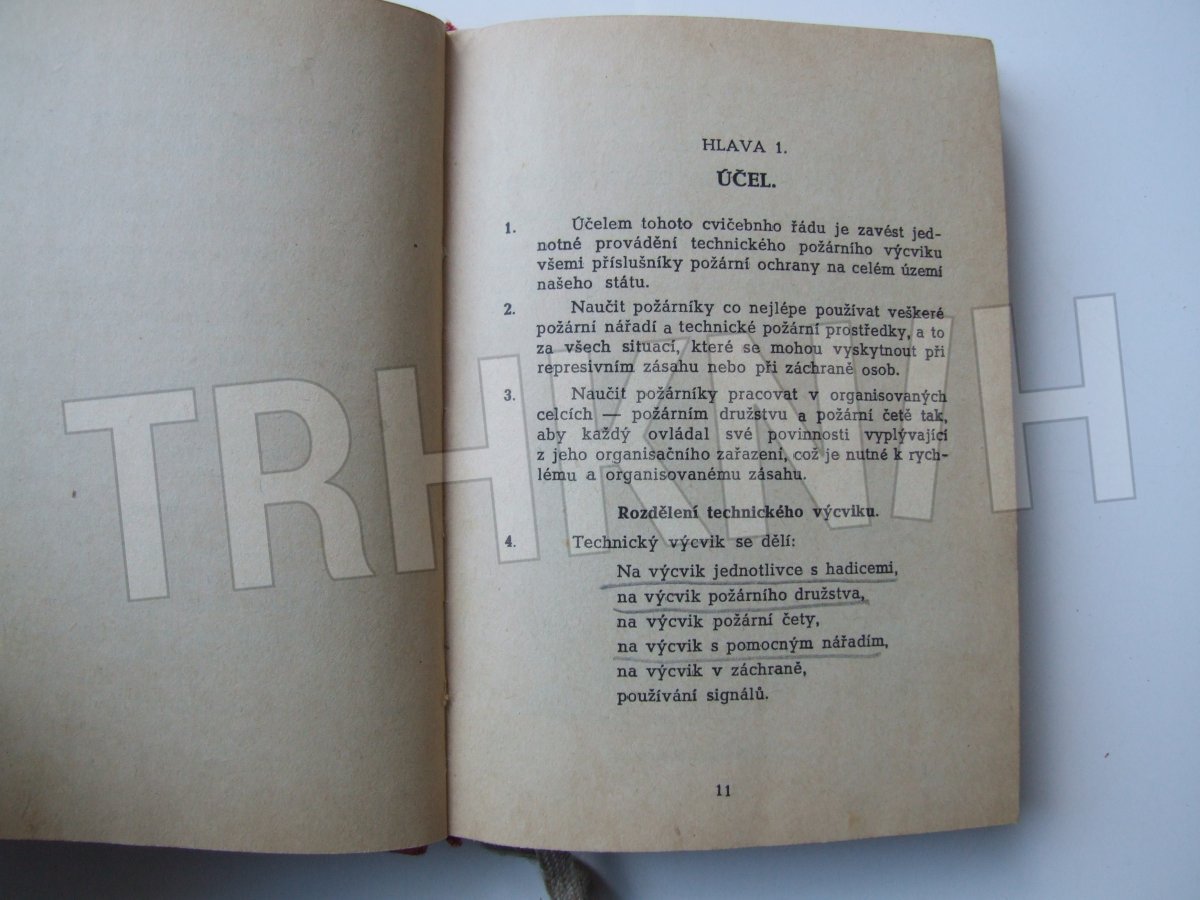 HLAVA 1.
ÚČEL.
1. Účelem tohoto cvičebnho řádu je zavést jed-
notné provádění technického požárního výcviku
všemi příslušníky požární ochrany na celém území
našeho státu.
2. Naučit požárníky co nejlépe používat veškeré
požární nářadí a technické požární prostředky, a to
za všech situací, které se mohou vyskytnout při
represivním zásahu nebo při záchraně osob.
3. Naučit požárníky pracovat v organisovaných
celcích — požárním družstvu a požární četě tak,
aby každý ovládal své povinnosti vyplývající
z jeho organisačního zařazení, což je nutné k rych-
lému a organisovanému zásahu.
Rozdělení technického výcviku.
4. Technický výcvik se dělí:
Na výcvik jednotlivce s hadicemi,
na výcvik požárního družstva,
na výcvik požární čety,
na výcvik s pomocným nářadím,
na výcvik v záchraně,
používání signálů.
11
TRHKNIH